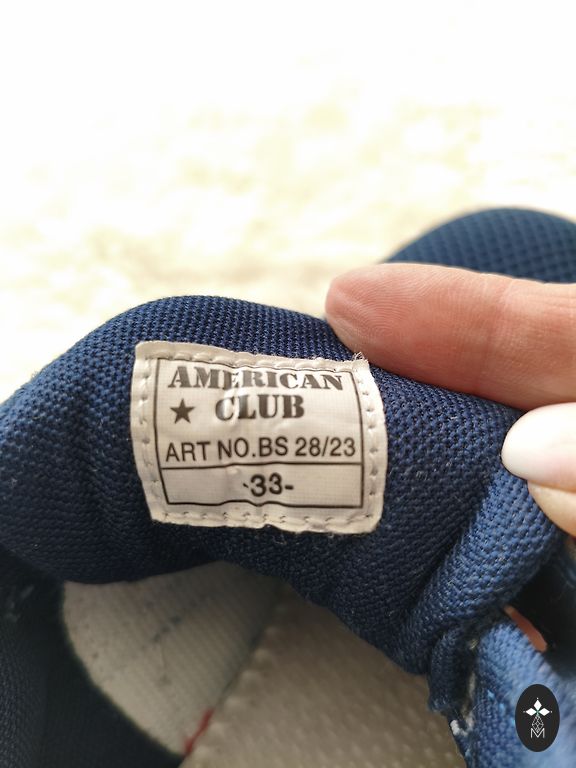 AMERICAN
★ CLUB
ART NO.BS 28/23
-33-
M